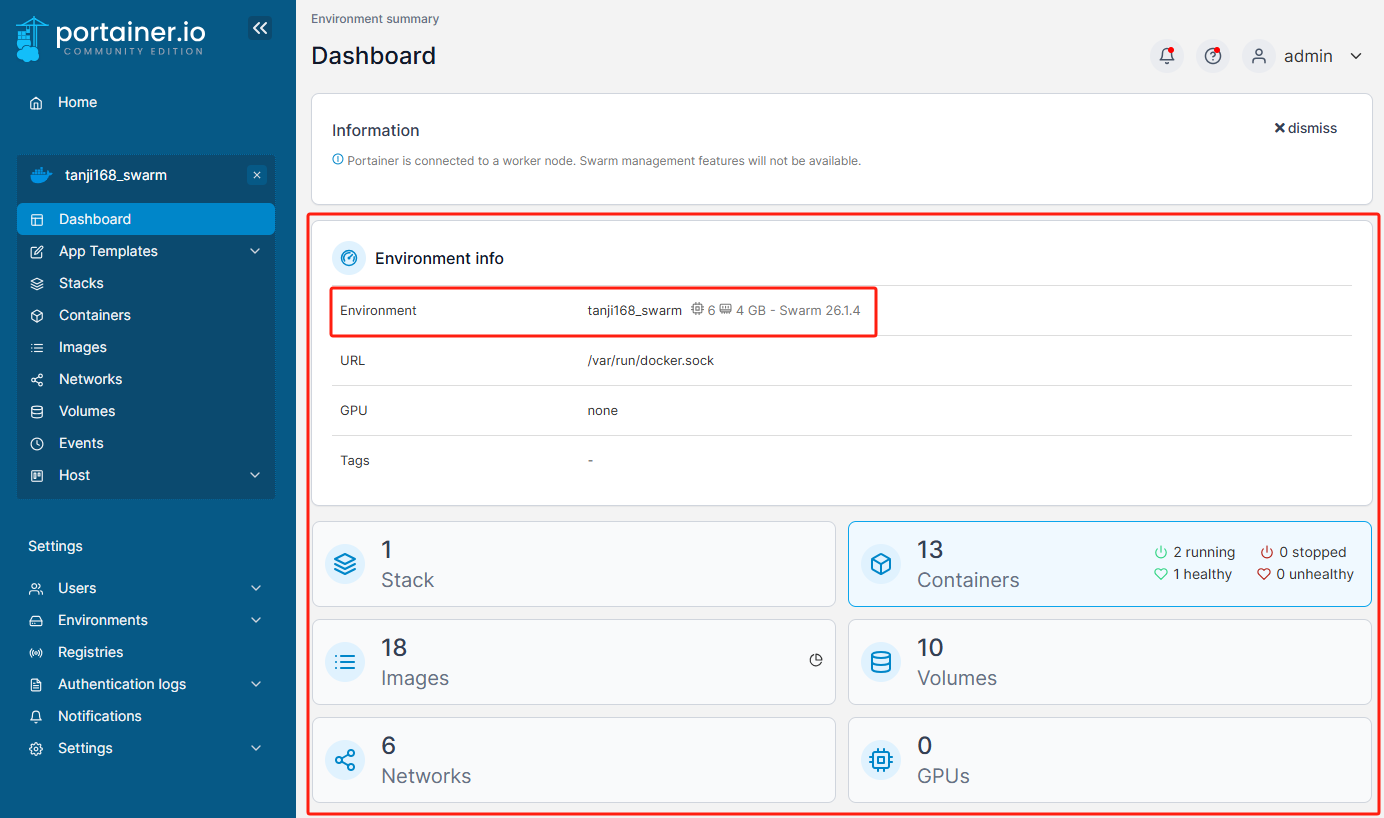 portainer.io
COMMUNITY EDITION
Home
tanji168_swarm
Dashboard
App Templates
Stacks
Containers
Images
Networks
Volumes
Events
Host
Settings
Users
Environments
Registries
Authentication logs
Notifications
Settings
Environment summary
Dashboard
admin
Information
dismiss
Portainer is connected to a worker node. Swarm management features will not be available.
Environment info
Environment tanji168_swarm 6 4 GB - Swarm 26.1.4
URL /var/run/docker.sock
GPU none
Tags -
1
Stack
13
Containers
2 running 0 stopped
1 healthy 0 unhealthy
18
Images
10
Volumes
6
Networks
0
GPUs